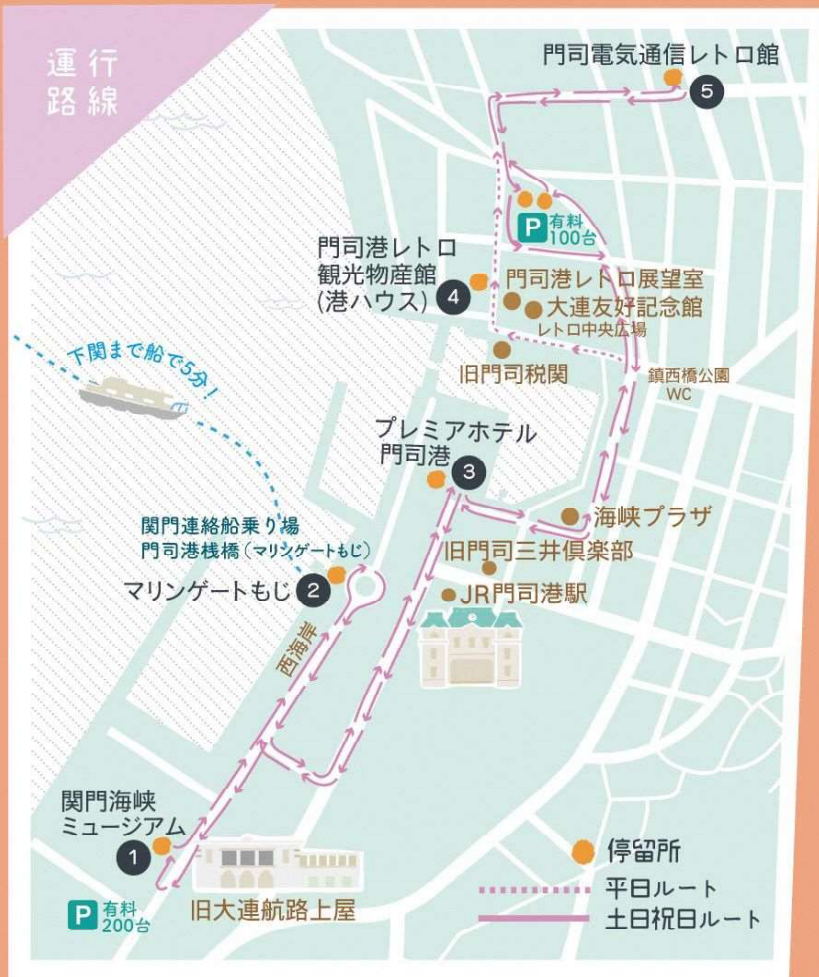 運行
路線
門司電気通信レトロ館
5
P 有料
100台
門司港レトロ
観光物産館
(港ハウス)
4
門司港レトロ展望室
大連友好記念館
レトロ中央広場
旧門司税関
鎮西橋公園
WC
下関まで船で5分!
プレミアホテル
門司港
3
海峡プラザ
関門連絡船乗り場
門司港桟橋(マリンゲートもじ)
マリンゲートもじ
2
旧門司三井倶楽部
JR門司港駅
西海岸
関門海峡
ミュージアム
1
P 有料
200台
旧大連航路上屋
停留所
平日ルート
土日祝日ルート